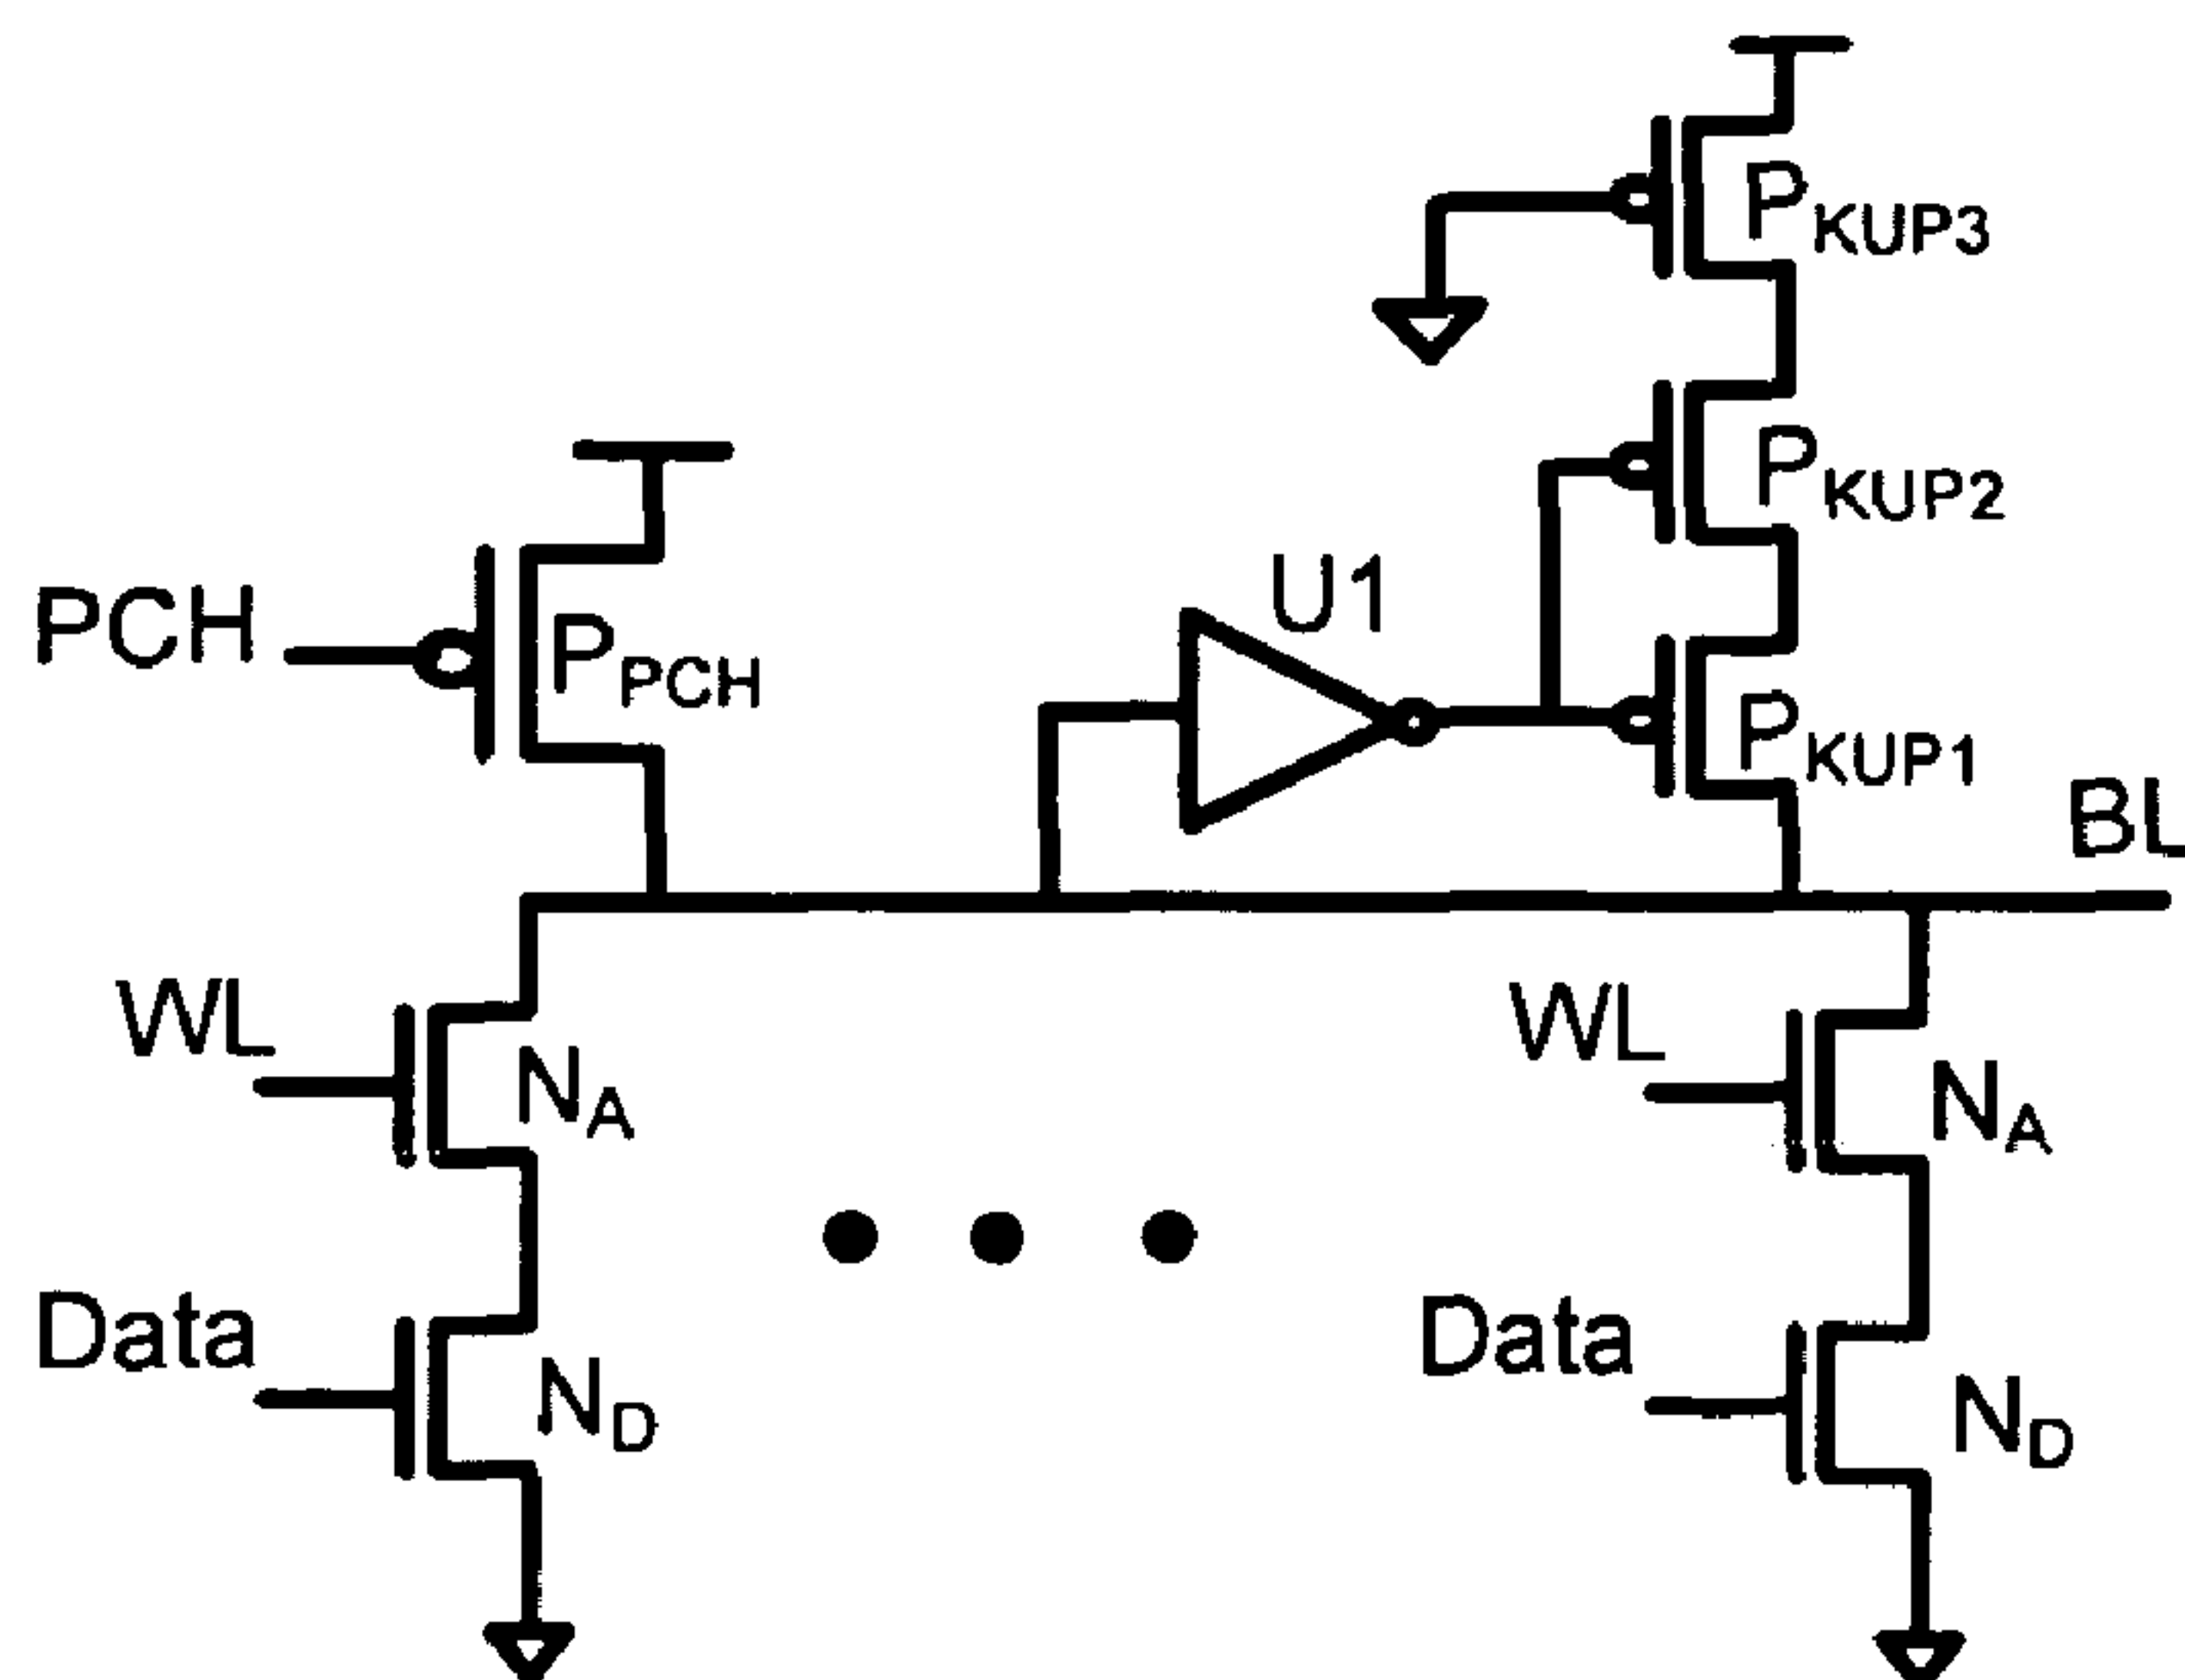 P_KUP3
P_KUP2
U1
PCH
P_PCH
P_KUP1
BL
WL
N_A
WL
N_A
Data
N_D
Data
N_D